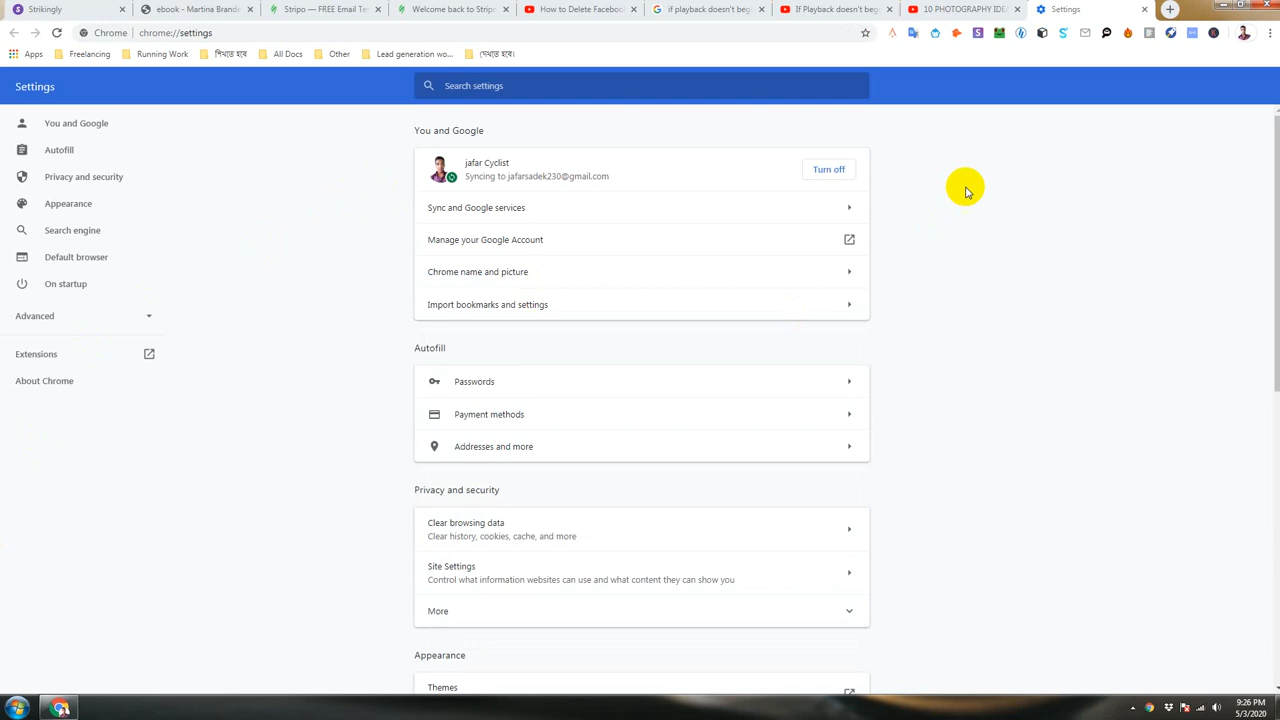 Strikingly
ebook - Martina Brande
Stripo — FREE Email Te
Welcome back to Stripo
How to Delete Facebook
if playback doesn't beg
If Playback doesn't beg
10 PHOTOGRAPHY IDE
Settings
Chrome
chrome://settings
Apps
Freelancing
Running Work
শিখতে হবে
All Docs
Other
Lead generation wo...
দেখতে হবে।
Settings
Search settings
You and Google
Autofill
Privacy and security
Appearance
Search engine
Default browser
On startup
Advanced
Extensions
About Chrome
You and Google
jafar Cyclist
Syncing to jafarsadek230@gmail.com
Turn off
Sync and Google services
Manage your Google Account
Chrome name and picture
Import bookmarks and settings
Autofill
Passwords
Payment methods
Addresses and more
Privacy and security
Clear browsing data
Clear history, cookies, cache, and more
Site Settings
Control what information websites can use and what content they can show you
More
Appearance
Themes
9:26 PM
5/3/2020